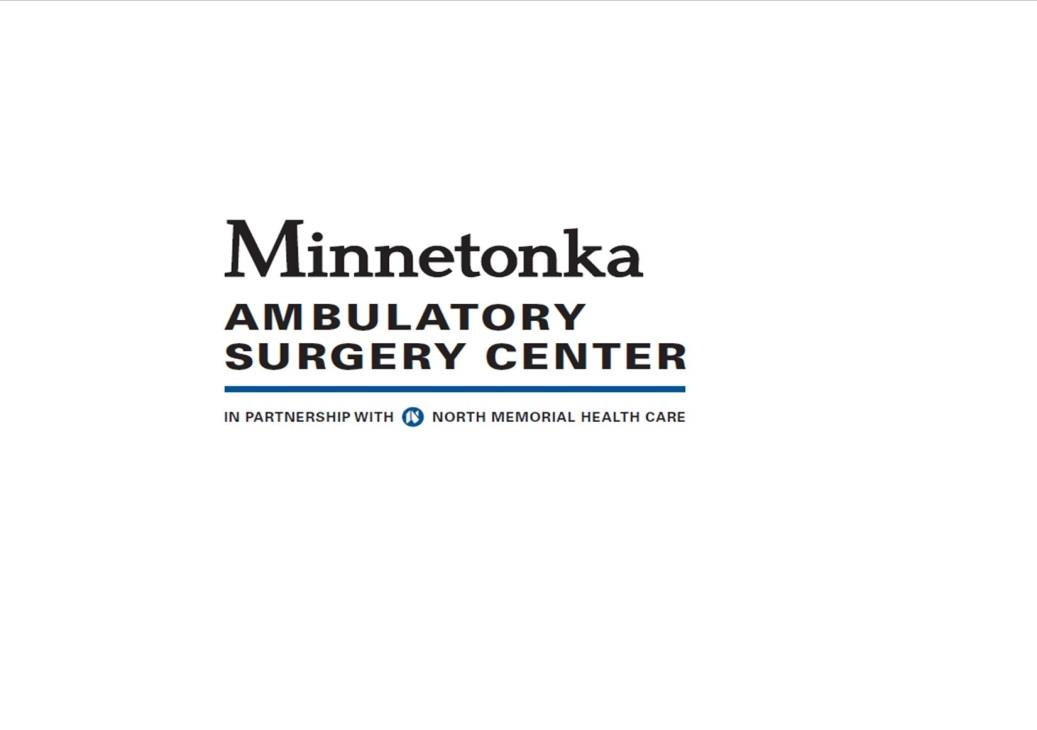 Minnetonka
AMBULATORY
SURGERY CENTER
IN PARTNERSHIP WITH NORTH MEMORIAL HEALTH CARE